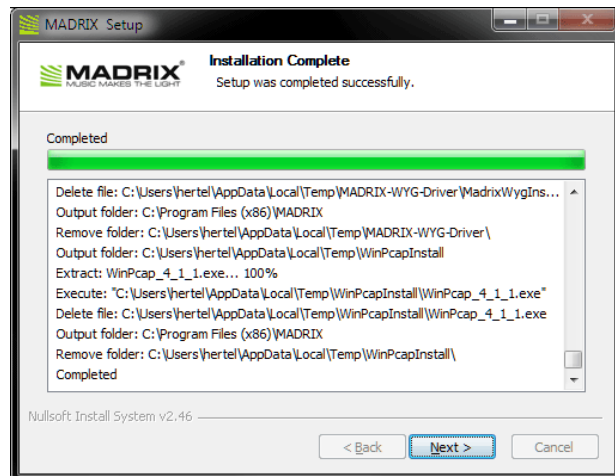 MADRIX Setup
MADRIX®
MUSIC MAKES THE LIGHT
Installation Complete
Setup was completed successfully.
Completed
Delete file: C:\Users\hertel\AppData\Local\Temp\MADRIX-WYG-Driver\MadrixWygIns...
Output folder: C:\Program Files (x86)\MADRIX
Remove folder: C:\Users\hertel\AppData\Local\Temp\MADRIX-WYG-Driver\
Output folder: C:\Users\hertel\AppData\Local\Temp\WinPcapInstall
Extract: WinPcap_4_1_1.exe... 100%
Execute: "C:\Users\hertel\AppData\Local\Temp\WinPcapInstall\WinPcap_4_1_1.exe"
Delete file: C:\Users\hertel\AppData\Local\Temp\WinPcapInstall\WinPcap_4_1_1.exe
Output folder: C:\Program Files (x86)\MADRIX
Remove folder: C:\Users\hertel\AppData\Local\Temp\WinPcapInstall\
Completed
Nullsoft Install System v2.46
< Back
Next >
Cancel